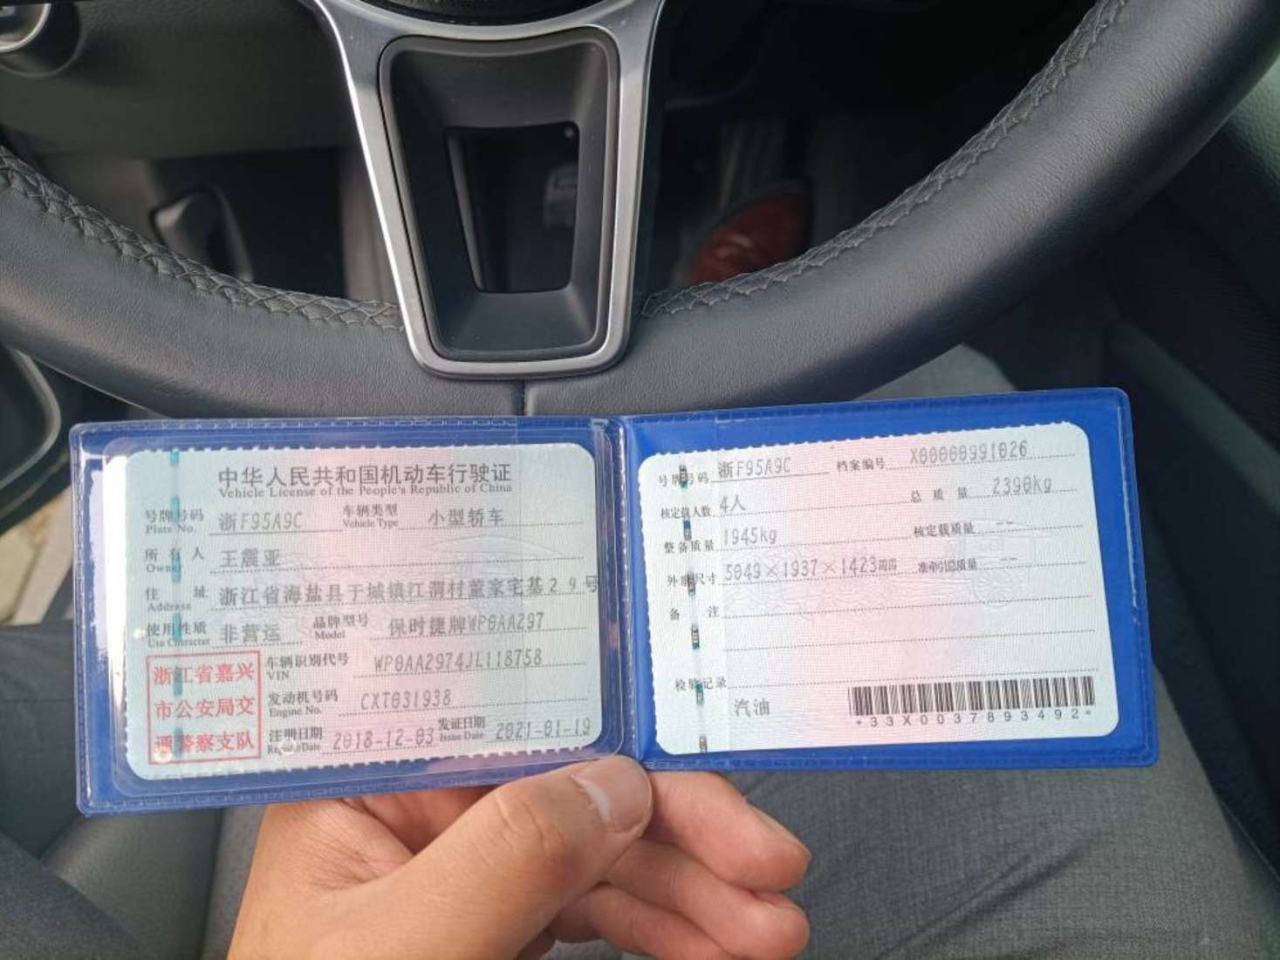 中华人民共和国机动车行驶证
Vehicle License of the People's Republic of China
号牌号码 浙F95A9C 车辆类型 小型轿车
Plate No. Vehicle Type
所有人 王震亚
Owner
住址 浙江省海盐县于城镇江渭村董家宅基29号
Address
使用性质 非营运 品牌型号 保时捷牌WP0AA297
Use Character Model
浙江省嘉兴
市公安局交
通警察支队
车辆识别代号 WP0AA2974JL118758
VIN
发动机号码 CXT031938
Engine No.
注册日期 2018-12-03 发证日期 2021-01-19
Register Date Issue Date
号牌号码 浙F95A9C 档案编号 X00000991026
核定载人数 4人 总质量 2390kg
整备质量 1945kg 核定载质量 --
外廓尺寸 5049×1937×1423 准牵引总质量 --
备注
检验记录
汽油
*33X0037893492*